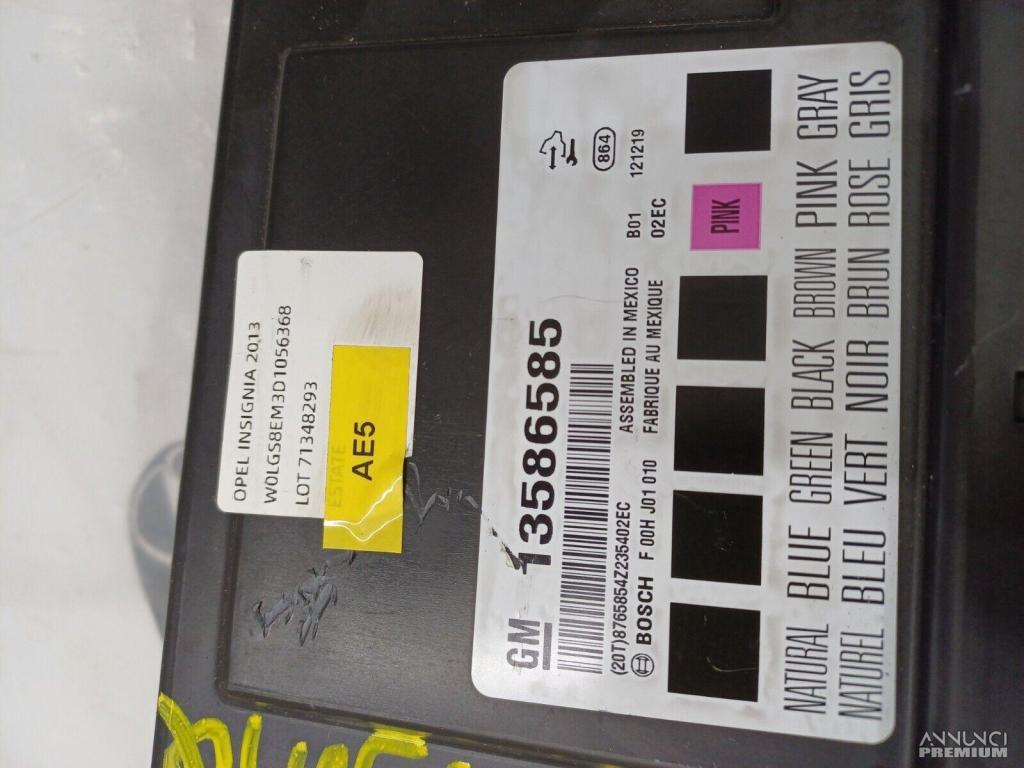 OPEL INSIGNIA 2013
W0LGS8EM3D1056368
LOT 71348293
ESTATE
AE5
GM 13586585
864
121219
(20T)8765854Z235402EC
BOSCH F 00H J01 010
ASSEMBLED IN MEXICO
FABRIQUE AU MEXIQUE
B01
02EC
PINK
NATURAL BLUE GREEN BLACK BROWN PINK GRAY
NATUREL BLEU VERT NOIR BRUN ROSE GRIS
ANNUNCI
PREMIUM